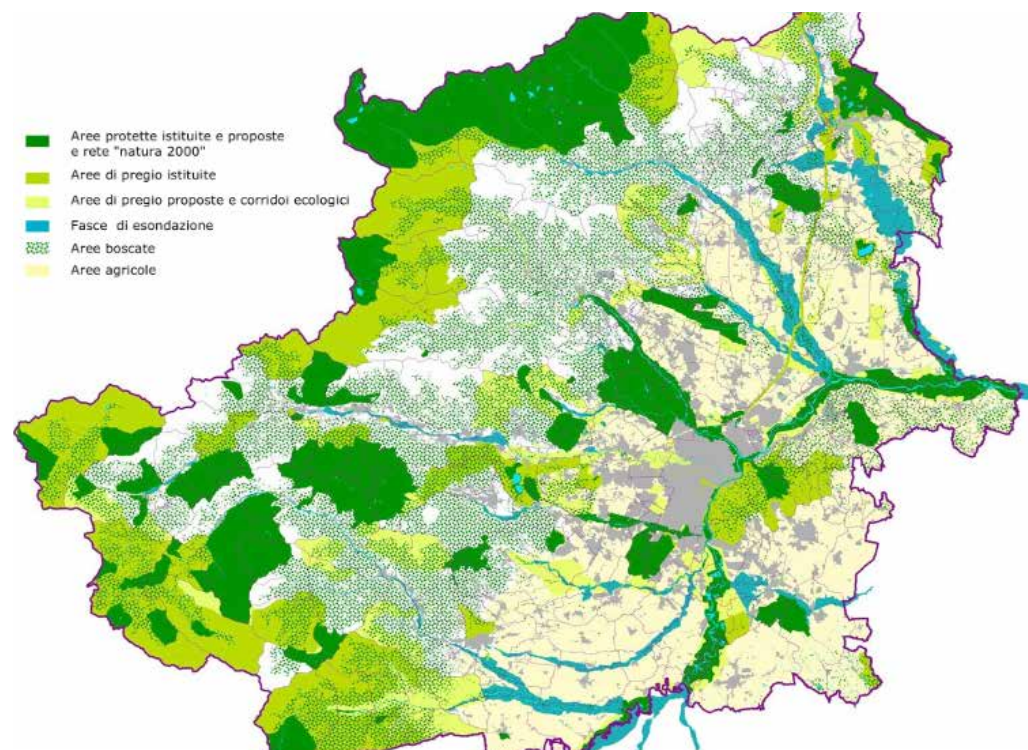 Aree protette istituite e proposte
e rete "natura 2000"
Aree di pregio istituite
Aree di pregio proposte e corridoi ecologici
Fasce di esondazione
Aree boscate
Aree agricole